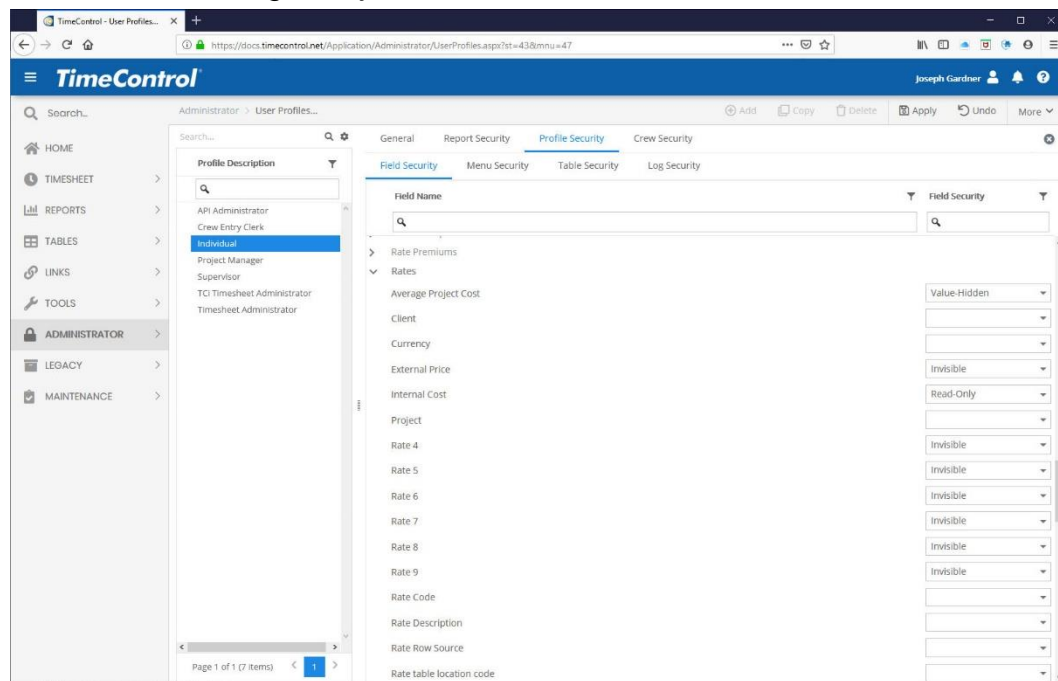 TimeControl - User Profiles...
https://docs.timecontrol.net/Application/Administrator/UserProfiles.aspx?st=43&mnu=47
TimeControl
Joseph Gardner
Search...
Administrator > User Profiles...
Add
Copy
Delete
Apply
Undo
More
HOME
TIMESHEET
REPORTS
TABLES
LINKS
TOOLS
ADMINISTRATOR
LEGACY
MAINTENANCE
Search...
Profile Description
API Administrator
Crew Entry Clerk
Individual
Project Manager
Supervisor
TCI Timesheet Administrator
Timesheet Administrator
Page 1 of 1 (7 items) < 1 >
General Report Security Profile Security Crew Security
Field Security Menu Security Table Security Log Security
Field Name Field Security
Rate Premiums
Rates
Average Project Cost Value-Hidden
Client
Currency
External Price Invisible
Internal Cost Read-Only
Project
Rate 4 Invisible
Rate 5 Invisible
Rate 6 Invisible
Rate 7 Invisible
Rate 8 Invisible
Rate 9 Invisible
Rate Code
Rate Description
Rate Row Source
Rate table location code